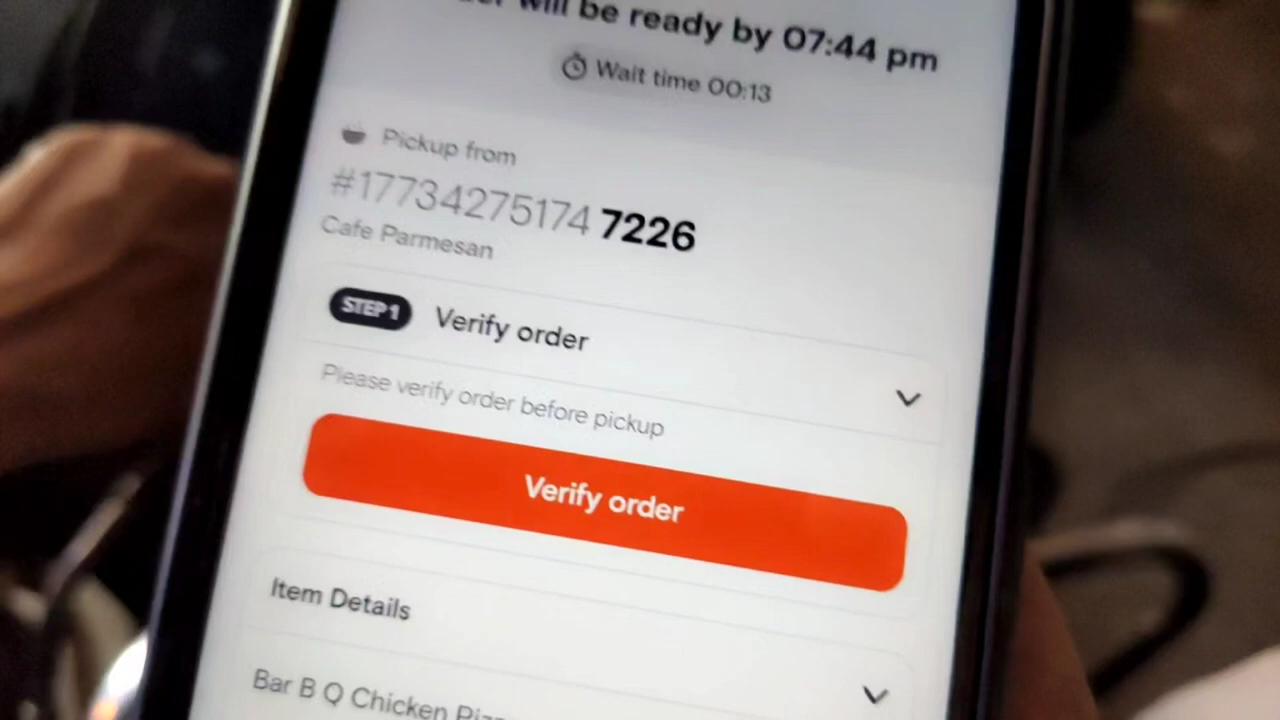 will be ready by 07:44 pm
Wait time 00:13
Pickup from
#17734275174 7226
Cafe Parmesan
STEP 1 Verify order
Please verify order before pickup
Verify order
Item Details
Bar B Q Chicken